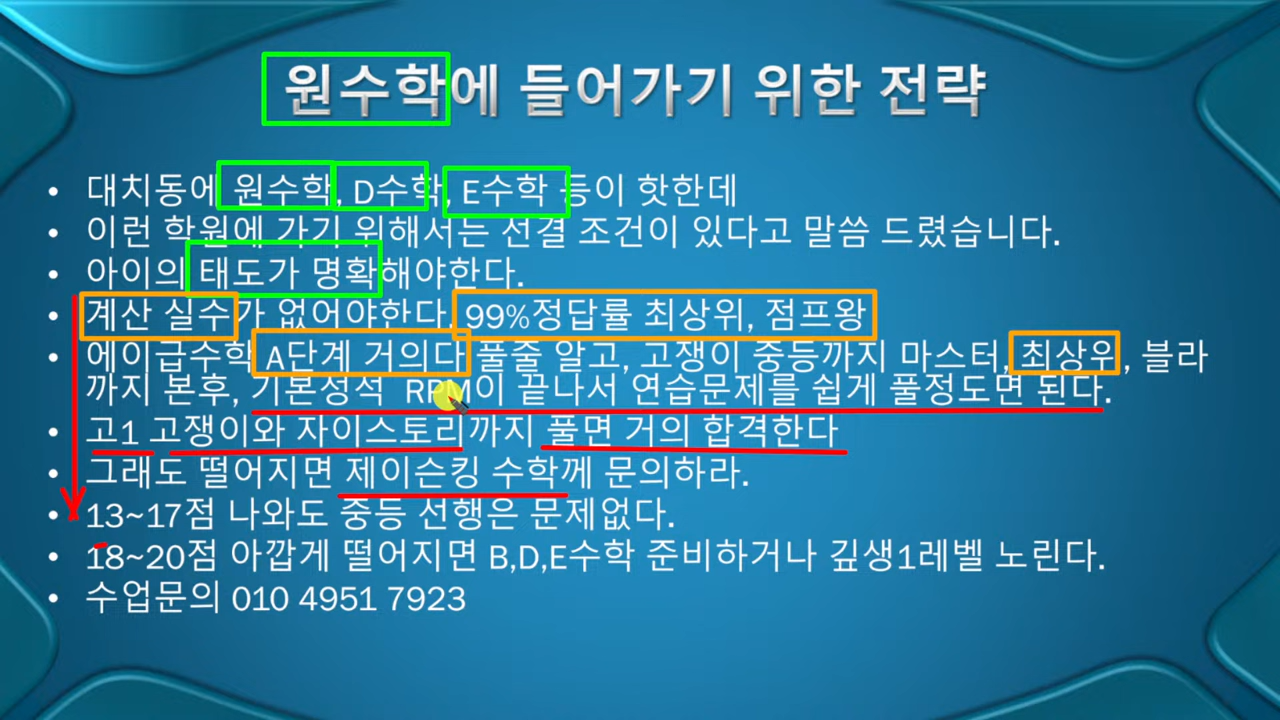 원수학에 들어가기 위한 전략
• 대치동에 원수학, D수학, E수학 등이 핫한데
• 이런 학원에 가기 위해서는 선결 조건이 있다고 말씀 드렸습니다.
• 아이의 태도가 명확해야한다.
• 계산 실수가 없어야한다, 99%정답률 최상위, 점프왕
• 에이급수학 A단계 거의다 풀줄 알고, 고쟁이 중등까지 마스터, 최상위, 블라
까지 본후, 기본정석 RPM이 끝나서 연습문제를 쉽게 풀정도면 된다.
• 고1 고쟁이와 자이스토리까지 풀면 거의 합격한다
• 그래도 떨어지면 제이슨킹 수학께 문의하라.
• 13~17점 나와도 중등 선행은 문제없다.
• 18~20점 아깝게 떨어지면 B,D,E수학 준비하거나 깊생1레벨 노린다.
• 수업문의 010 4951 7923